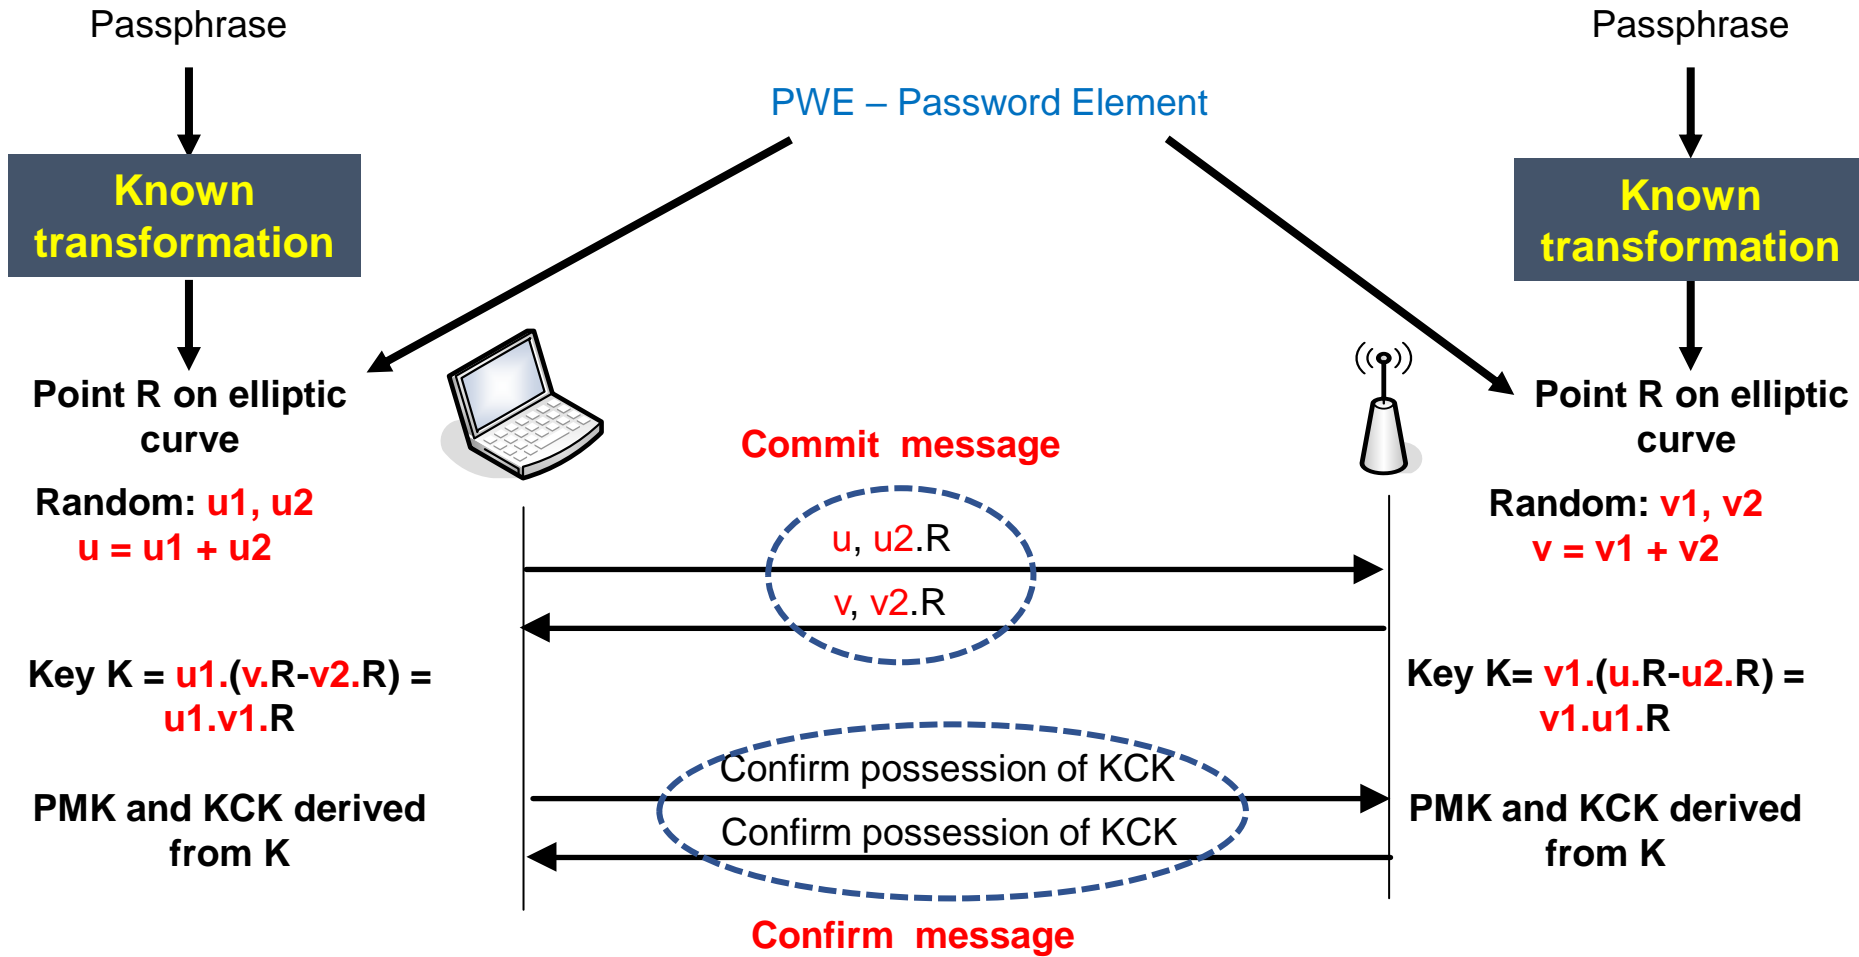 Passphrase
Passphrase
PWE – Password Element
Known
transformation
Known
transformation
Point R on elliptic
curve
Point R on elliptic
curve
Commit message
Random: u1, u2
u = u1 + u2
Random: v1, v2
v = v1 + v2
u, u2.R
v, v2.R
Key K = u1.(v.R-v2.R) =
u1.v1.R
Key K= v1.(u.R-u2.R) =
v1.u1.R
Confirm possession of KCK
Confirm possession of KCK
PMK and KCK derived
from K
PMK and KCK derived
from K
Confirm message